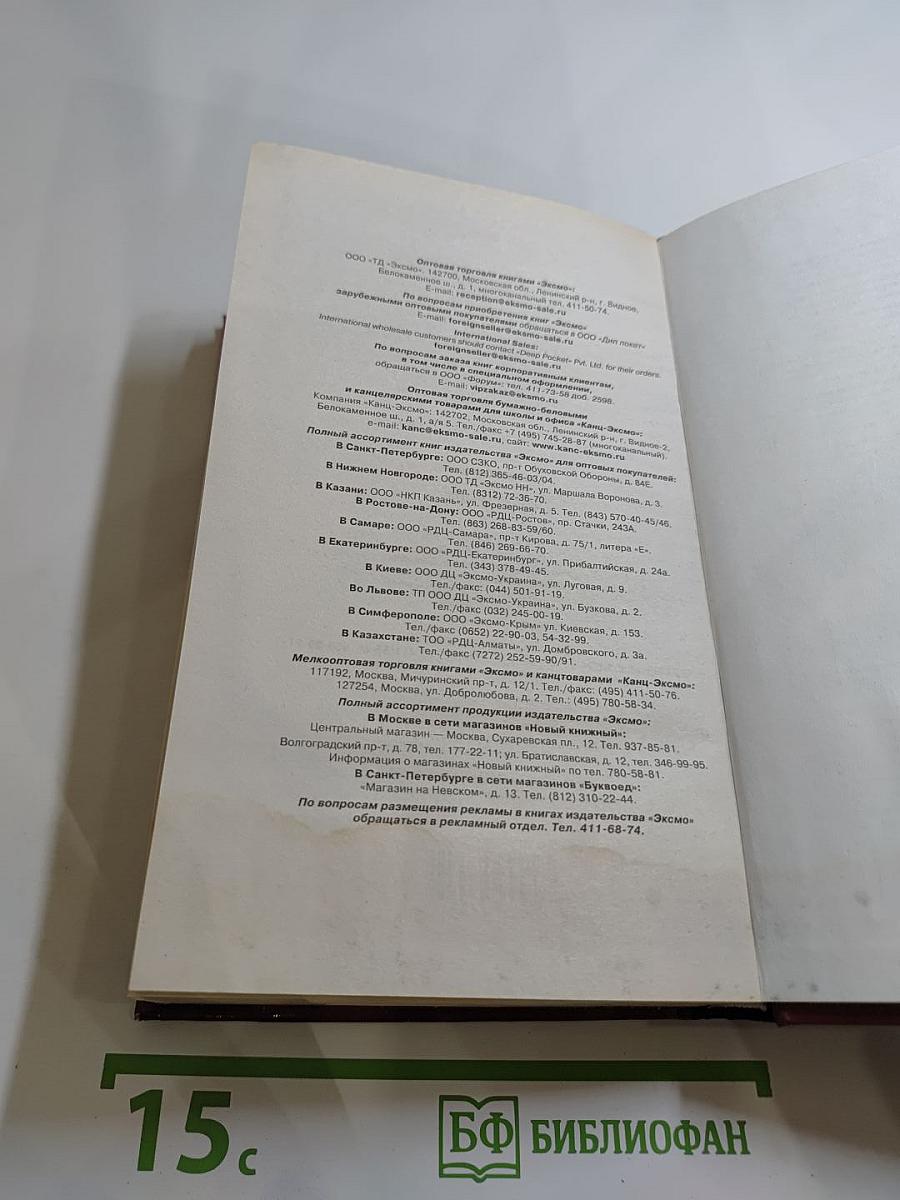 Оптовая торговля книгами «Эксмо»:
ООО «ТД «Эксмо». 142700, Московская обл., Ленинский р-н, г. Видное,
Белокаменное ш., д. 1, многоканальный тел. 411-50-74.
E-mail: reception@eksmo-sale.ru
По вопросам приобретения книг «Эксмо»
зарубежными оптовыми покупателями обращаться в ООО «Дип покет»
E-mail: foreignseller@eksmo-sale.ru
International Sales:
International wholesale customers should contact «Deep Pocket» Pvt. Ltd. for their orders.
foreignseller@eksmo-sale.ru
По вопросам заказа книг корпоративным клиентам,
в том числе в специальном оформлении,
обращаться в ООО «Форум»: тел. 411-73-58 доб. 2598.
E-mail: vipzakaz@eksmo.ru
Оптовая торговля бумажно-беловыми
и канцелярскими товарами для школы и офиса «Канц-Эксмо»:
Компания «Канц-Эксмо»: 142702, Московская обл., Ленинский р-н, г. Видное-2,
Белокаменное ш., д. 1, а/я 5. Тел./факс +7 (495) 745-28-87 (многоканальный).
e-mail: kanc@eksmo-sale.ru, сайт: www.kanc-eksmo.ru
Полный ассортимент книг издательства «Эксмо» для оптовых покупателей:
В Санкт-Петербурге: ООО СЗКО, пр-т Обуховской Обороны, д. 84Е.
Тел. (812) 365-46-03/04.
В Нижнем Новгороде: ООО ТД «Эксмо НН», ул. Маршала Воронова, д. 3.
Тел. (8312) 72-36-70.
В Казани: ООО «НКП Казань», ул. Фрезерная, д. 5. Тел. (843) 570-40-45/46.
В Ростове-на-Дону: ООО «РДЦ-Ростов», пр. Стачки, 243А.
Тел. (863) 268-83-59/60.
В Самаре: ООО «РДЦ-Самара», пр-т Кирова, д. 75/1, литера «Е».
Тел. (846) 269-66-70.
В Екатеринбурге: ООО «РДЦ-Екатеринбург», ул. Прибалтийская, д. 24а.
Тел. (343) 378-49-45.
В Киеве: ООО ДЦ «Эксмо-Украина», ул. Луговая, д. 9.
Тел./факс: (044) 501-91-19.
Во Львове: ТП ООО ДЦ «Эксмо-Украина», ул. Бузкова, д. 2.
Тел./факс (032) 245-00-19.
В Симферополе: ООО «Эксмо-Крым» ул. Киевская, д. 153.
Тел./факс (0652) 22-90-03, 54-32-99.
В Казахстане: ТОО «РДЦ-Алматы», ул. Домбровского, д. 3а.
Тел./факс (7272) 252-59-90/91.
Мелкооптовая торговля книгами «Эксмо» и канцтоварами «Канц-Эксмо»:
117192, Москва, Мичуринский пр-т, д. 12/1. Тел./факс: (495) 411-50-76.
127254, Москва, ул. Добролюбова, д. 2. Тел.: (495) 780-58-34.
Полный ассортимент продукции издательства «Эксмо»:
В Москве в сети магазинов «Новый книжный»:
Центральный магазин — Москва, Сухаревская пл., 12. Тел. 937-85-81.
Волгоградский пр-т, д. 78, тел. 177-22-11; ул. Братиславская, д. 12, тел. 346-99-95.
Информация о магазинах «Новый книжный» по тел. 780-58-81.
В Санкт-Петербурге в сети магазинов «Буквоед»:
«Магазин на Невском», д. 13. Тел. (812) 310-22-44.
По вопросам размещения рекламы в книгах издательства «Эксмо»
обращаться в рекламный отдел. Тел. 411-68-74.
15 с
БФ БИБЛИОФАН